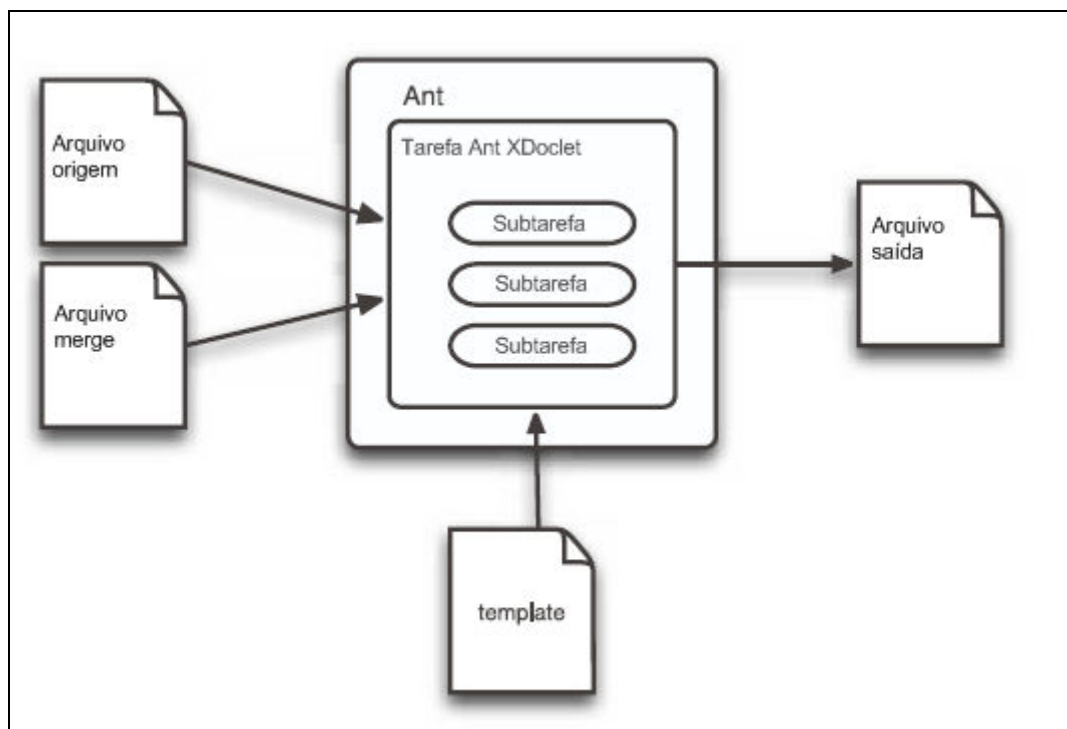 Ant
Tarefa Ant XDoclet
Arquivo
origem
Subtarefa
Subtarefa
Subtarefa
Arquivo
merge
Arquivo
saída
template